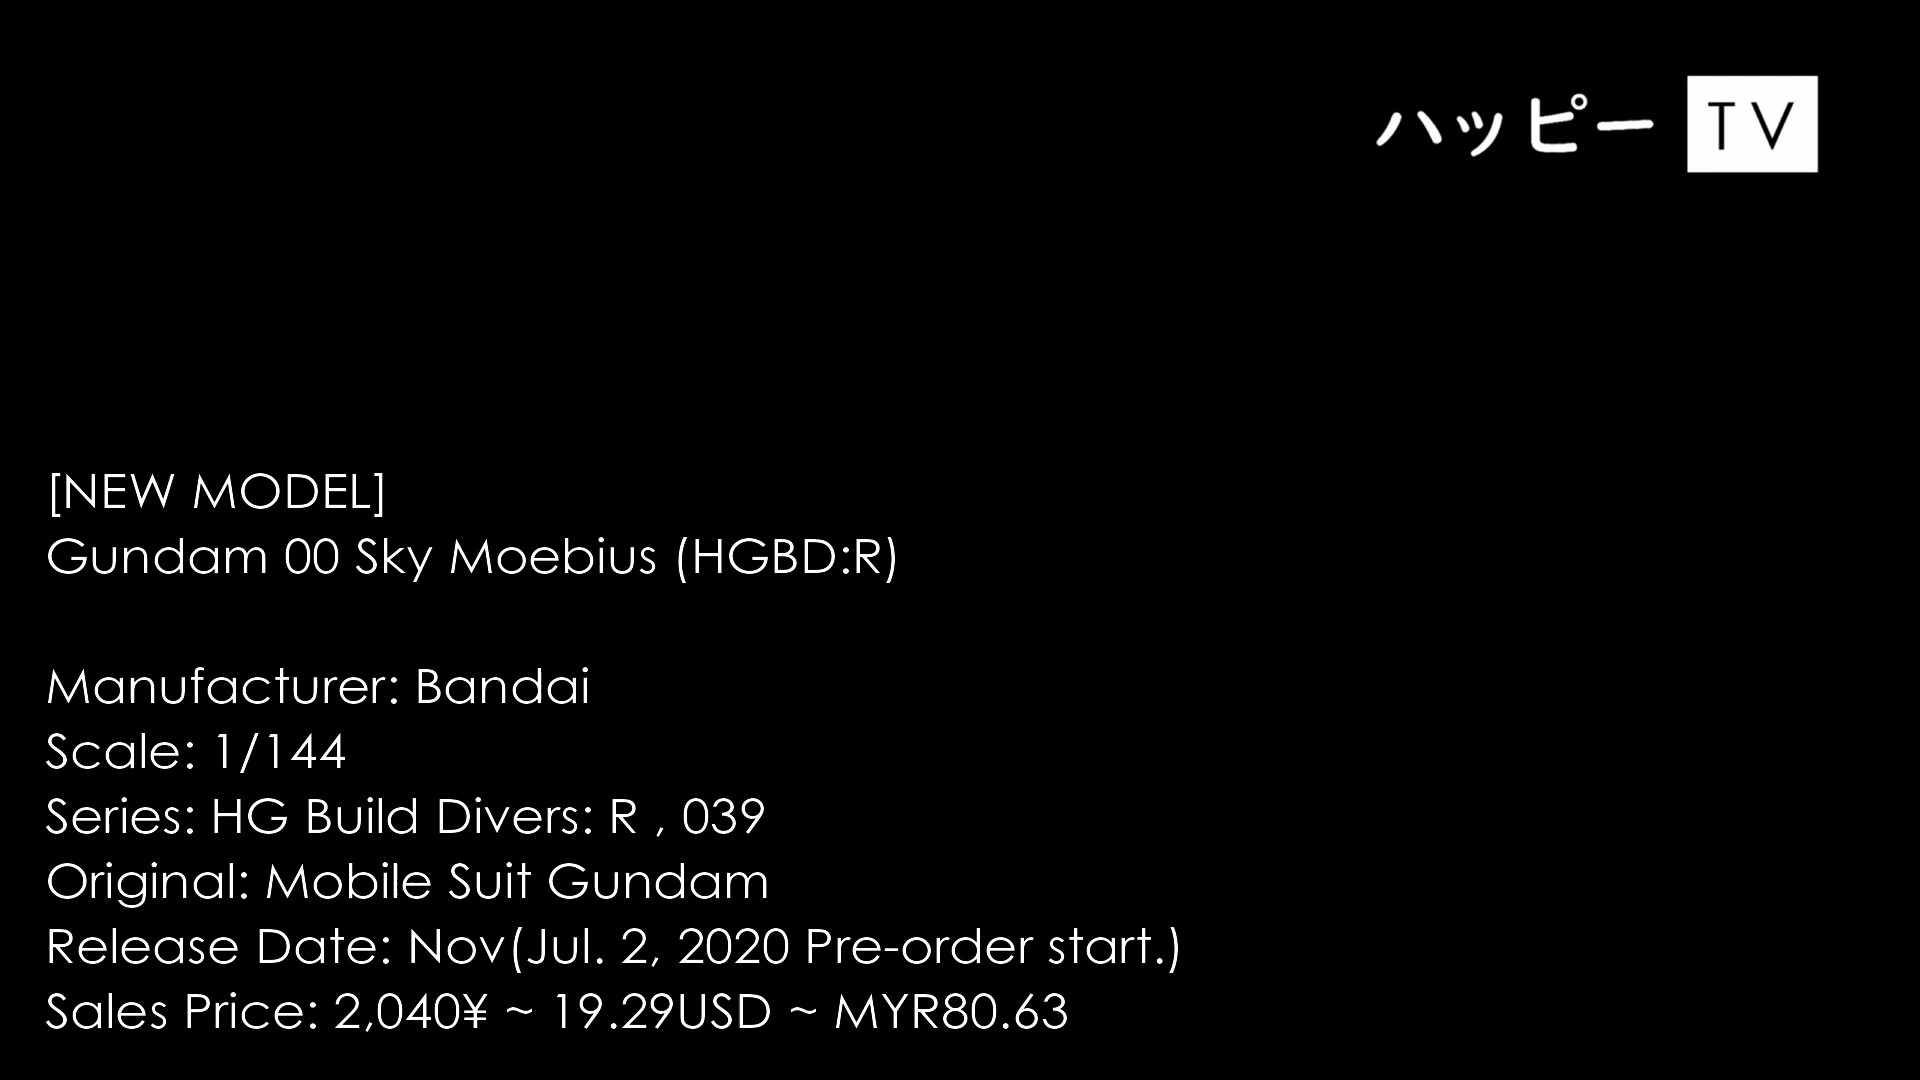 ハッピー TV
[NEW MODEL]
Gundam 00 Sky Moebius (HGBD:R)
Manufacturer: Bandai
Scale: 1/144
Series: HG Build Divers: R , 039
Original: Mobile Suit Gundam
Release Date: Nov(Jul. 2, 2020 Pre-order start.)
Sales Price: 2,040¥ ~ 19.29USD ~ MYR80.63